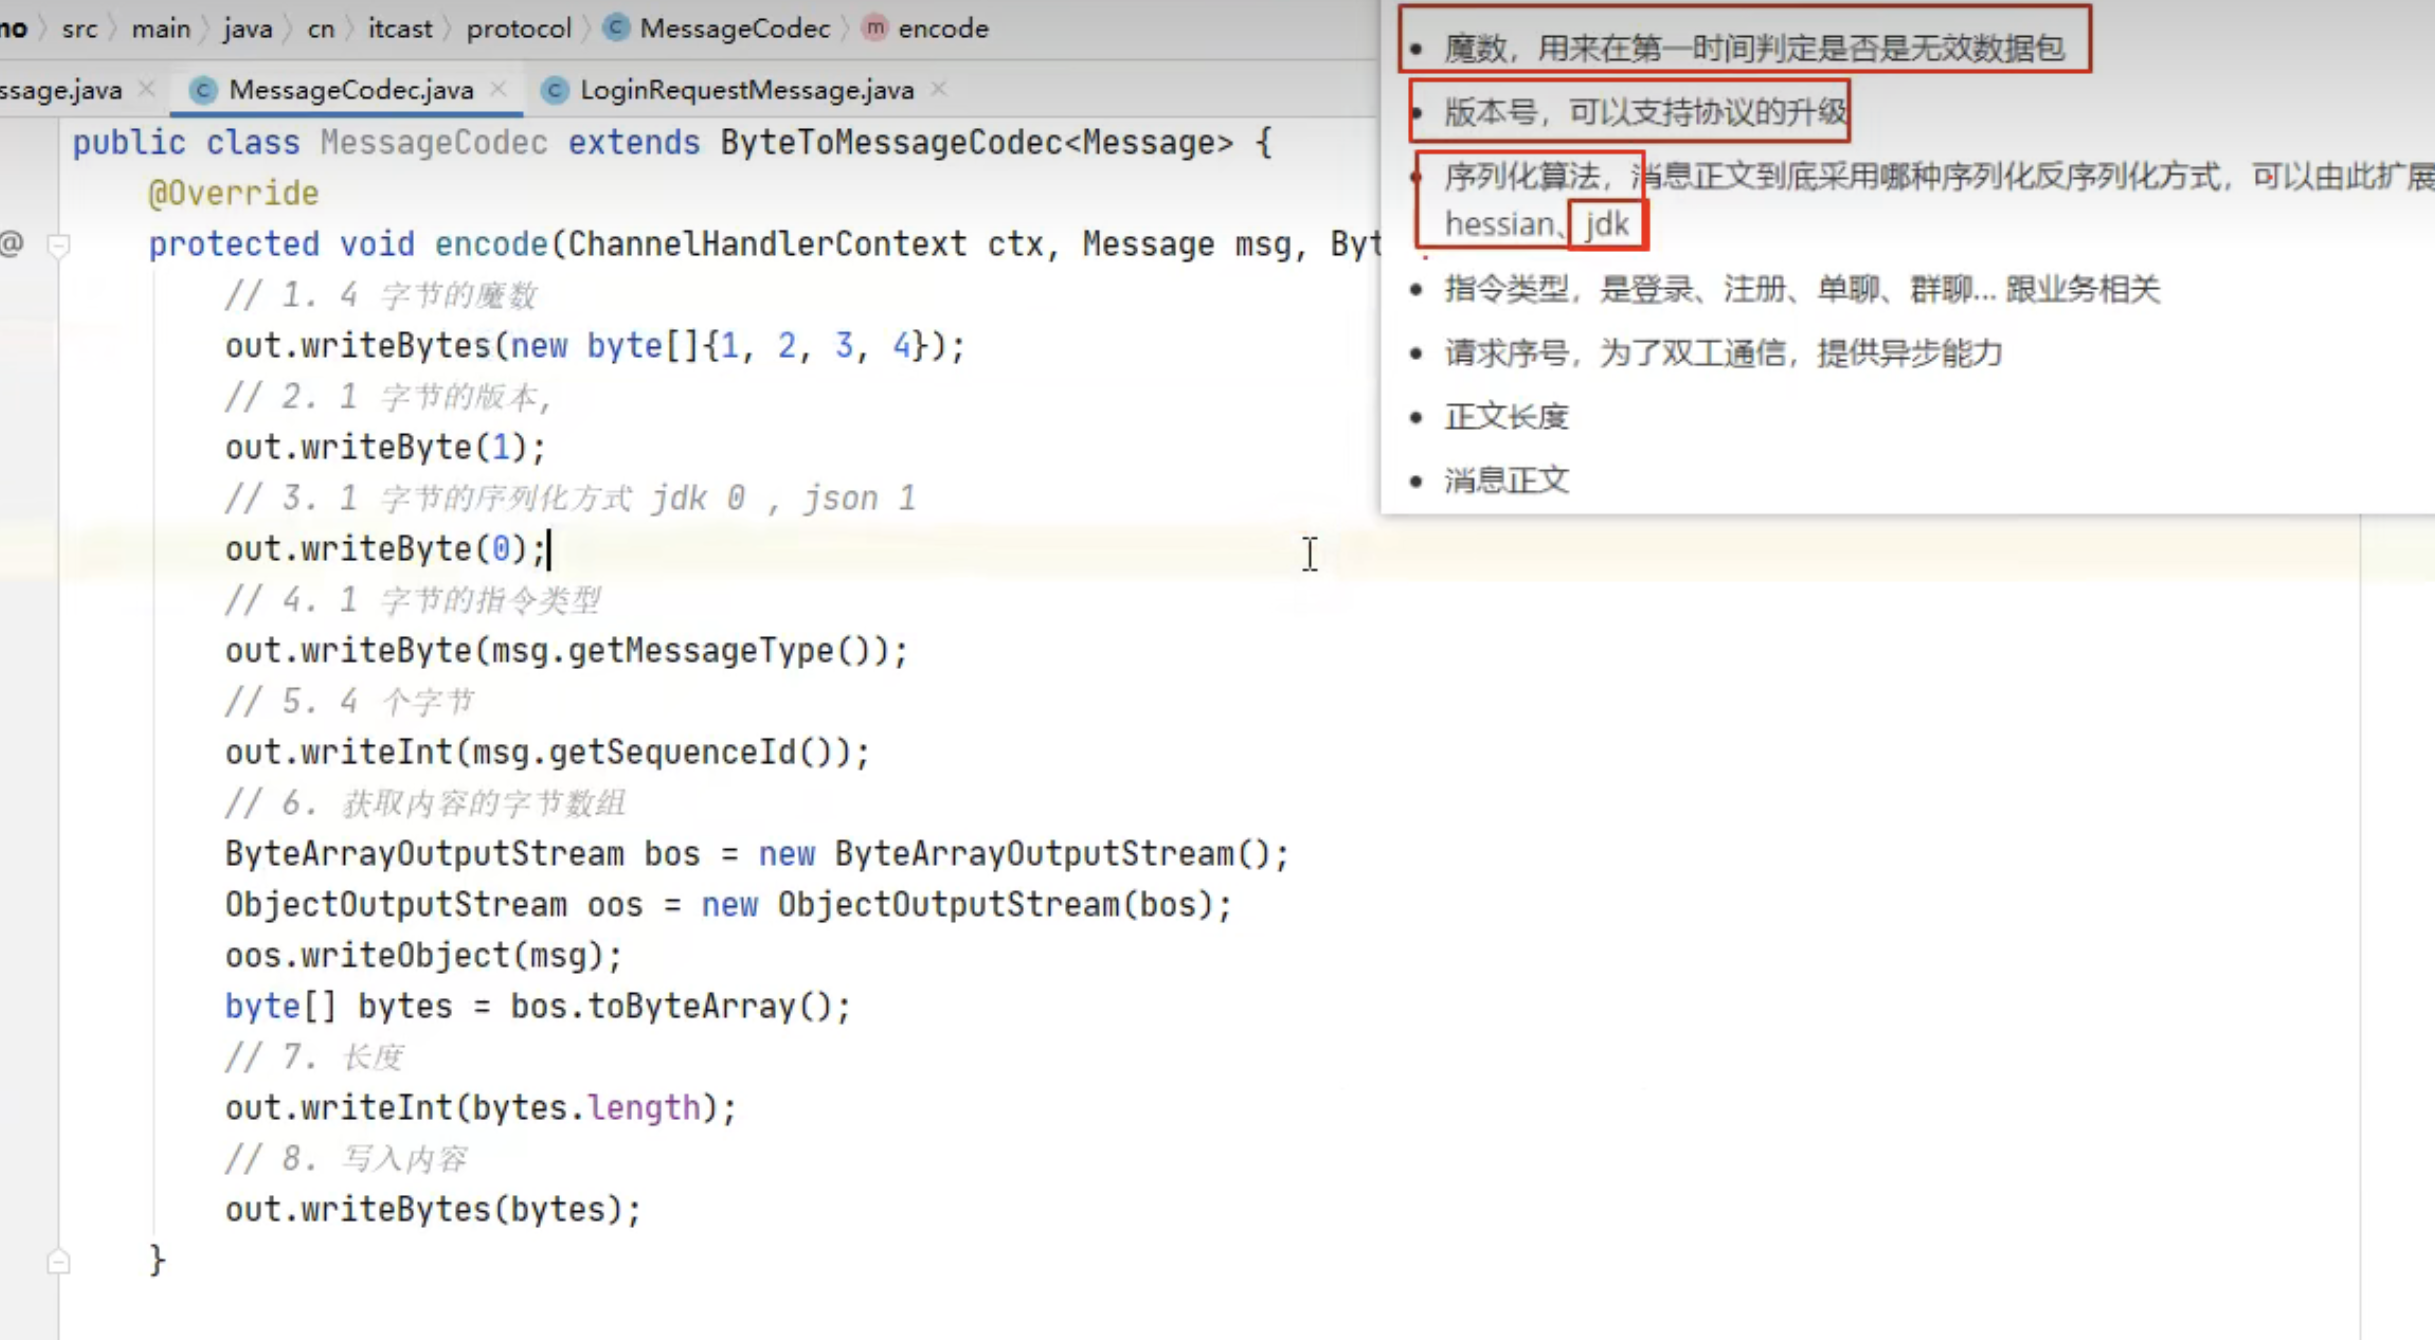 src main java cn itcast protocol MessageCodec encode
MessageCodec.java LoginRequestMessage.java
public class MessageCodec extends ByteToMessageCodec<Message> {
@Override
protected void encode(ChannelHandlerContext ctx, Message msg, Byt
// 1. 4 字节的魔数
out.writeBytes(new byte[]{1, 2, 3, 4});
// 2. 1 字节的版本,
out.writeByte(1);
// 3. 1 字节的序列化方式 jdk 0 , json 1
out.writeByte(0);
// 4. 1 字节的指令类型
out.writeByte(msg.getMessageType());
// 5. 4 个字节
out.writeInt(msg.getSequenceId());
// 6. 获取内容的字节数组
ByteArrayOutputStream bos = new ByteArrayOutputStream();
ObjectOutputStream oos = new ObjectOutputStream(bos);
oos.writeObject(msg);
byte[] bytes = bos.toByteArray();
// 7. 长度
out.writeInt(bytes.length);
// 8. 写入内容
out.writeBytes(bytes);
}
• 魔数，用来在第一时间判定是否是无效数据包
• 版本号，可以支持协议的升级
• 序列化算法，消息正文到底采用哪种序列化反序列化方式，可以由此扩展
hessian、jdk
• 指令类型，是登录、注册、单聊、群聊... 跟业务相关
• 请求序号，为了双工通信，提供异步能力
• 正文长度
• 消息正文